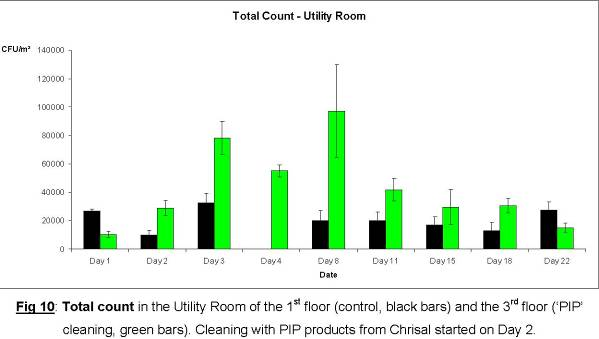 Total Count - Utility Room
CFU/m²
140000
120000
100000
80000
60000
40000
20000
0
Day 1 Day 2 Day 3 Day 4 Day 8 Day 11 Day 15 Day 18 Day 22
Date
Fig 10: Total count in the Utility Room of the 1st floor (control, black bars) and the 3rd floor (‘PIP‘
cleaning, green bars). Cleaning with PIP products from Chrisal started on Day 2.